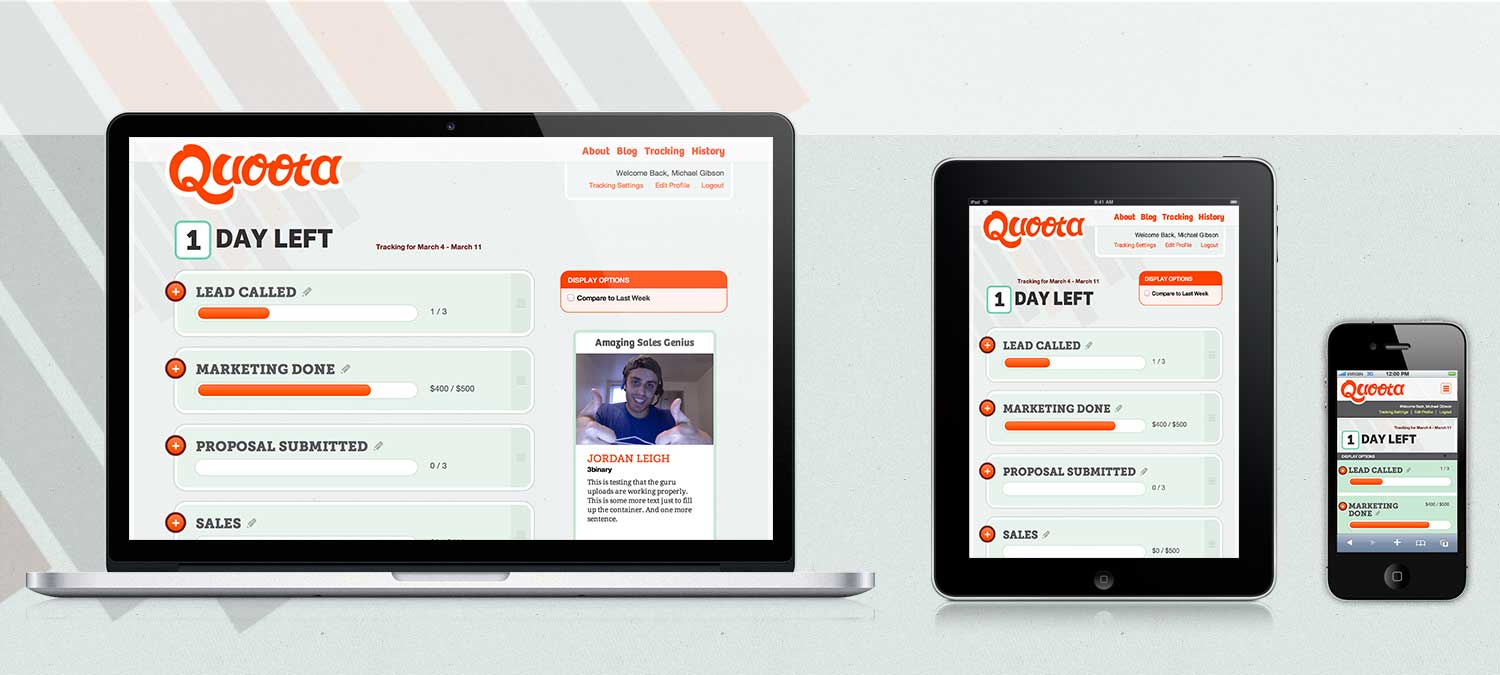 Quoota
About Blog Tracking History
Welcome Back, Michael Gibson
Tracking Settings Edit Profile Logout
1 DAY LEFT
Tracking for March 4 - March 11
LEAD CALLED
1 / 3
MARKETING DONE
$400 / $500
PROPOSAL SUBMITTED
0 / 3
SALES
DISPLAY OPTIONS
Compare to Last Week
Amazing Sales Genius
JORDAN LEIGH
3binary
This is testing that the guru
uploads are working properly.
This is some more text just to fill
up the container. And one more
sentence.
iPad 9:41 AM
Quoota
About Blog Tracking History
Welcome Back, Michael Gibson
Tracking Settings Edit Profile Logout
Tracking for March 4 - March 11
1 DAY LEFT
DISPLAY OPTIONS
Compare to Last Week
LEAD CALLED
1 / 3
MARKETING DONE
$400 / $500
PROPOSAL SUBMITTED
0 / 3
SALES
$0 / $500
VIRGIN 3G 12:00 PM
Quoota
Welcome Back, Michael Gibson
Tracking Settings | Edit Profile | Logout
Tracking for March 4 - March 11
1 DAY LEFT
DISPLAY OPTIONS
LEAD CALLED
1 / 3
MARKETING
DONE
$400 / $500